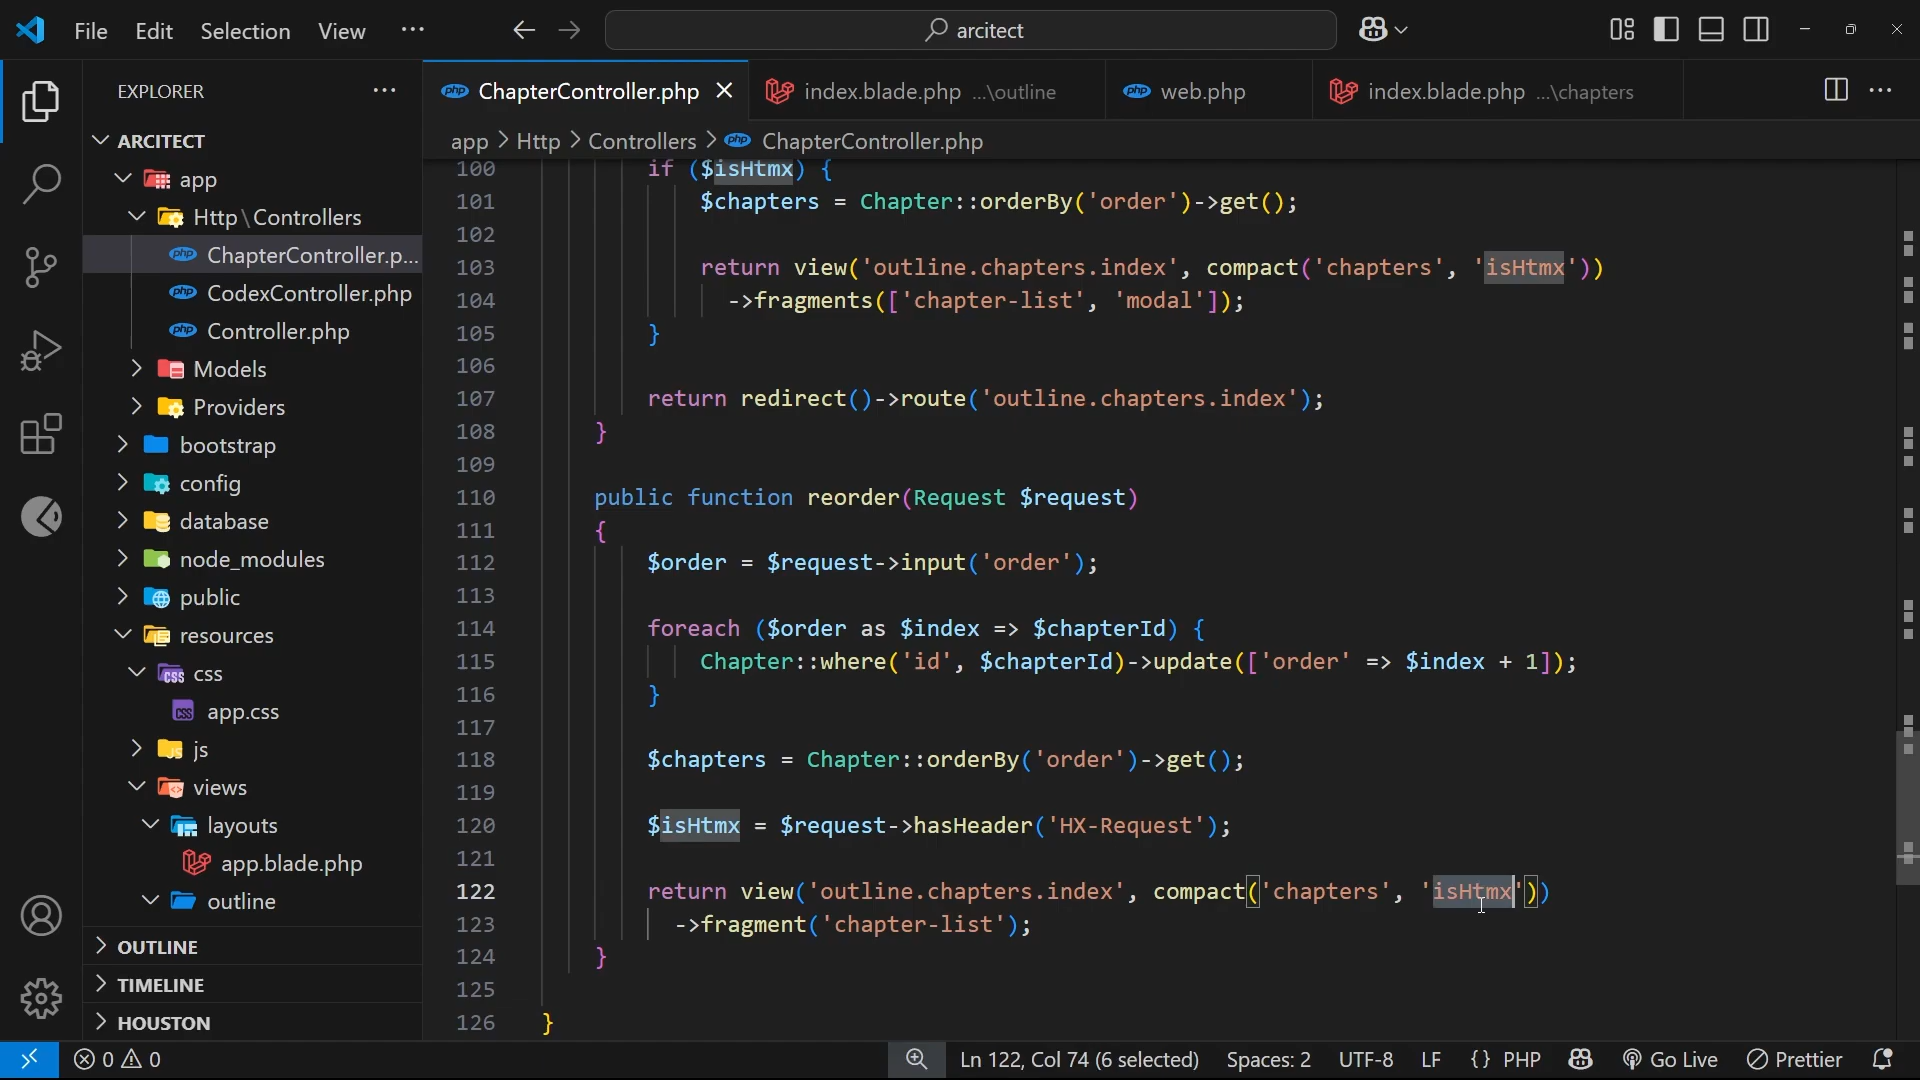 File Edit Selection View ···
arcitect
EXPLORER ···
ARCITECT
app
Http\Controllers
ChapterController.p...
CodexController.php
Controller.php
Models
Providers
bootstrap
config
database
node_modules
public
resources
css
app.css
js
views
layouts
app.blade.php
outline
OUTLINE
TIMELINE
HOUSTON
ChapterController.php
index.blade.php ...\outline
web.php
index.blade.php ...\chapters
app > Http > Controllers > ChapterController.php
100 if ($isHtmx) {
101 $chapters = Chapter::orderBy('order')->get();
102
103 return view('outline.chapters.index', compact('chapters', 'isHtmx'))
104 ->fragments(['chapter-list', 'modal']);
105 }
106
107 return redirect()->route('outline.chapters.index');
108 }
109
110 public function reorder(Request $request)
111 {
112 $order = $request->input('order');
113
114 foreach ($order as $index => $chapterId) {
115 Chapter::where('id', $chapterId)->update(['order' => $index + 1]);
116 }
117
118 $chapters = Chapter::orderBy('order')->get();
119
120 $isHtmx = $request->hasHeader('HX-Request');
121
122 return view('outline.chapters.index', compact('chapters', 'isHtmx'))
123 ->fragment('chapter-list');
124 }
125
126 }
0 0 Ln 122, Col 74 (6 selected) Spaces: 2 UTF-8 LF {} PHP Go Live Prettier